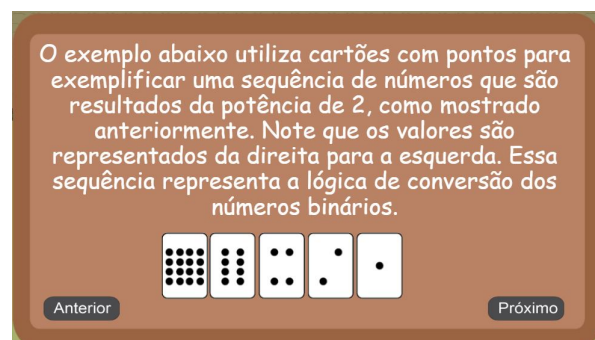 O exemplo abaixo utiliza cartões com pontos para
exemplificar uma sequência de números que são
resultados da potência de 2, como mostrado
anteriormente. Note que os valores são
representados da direita para a esquerda. Essa
sequência representa a lógica de conversão dos
números binários.
Anterior
Próximo